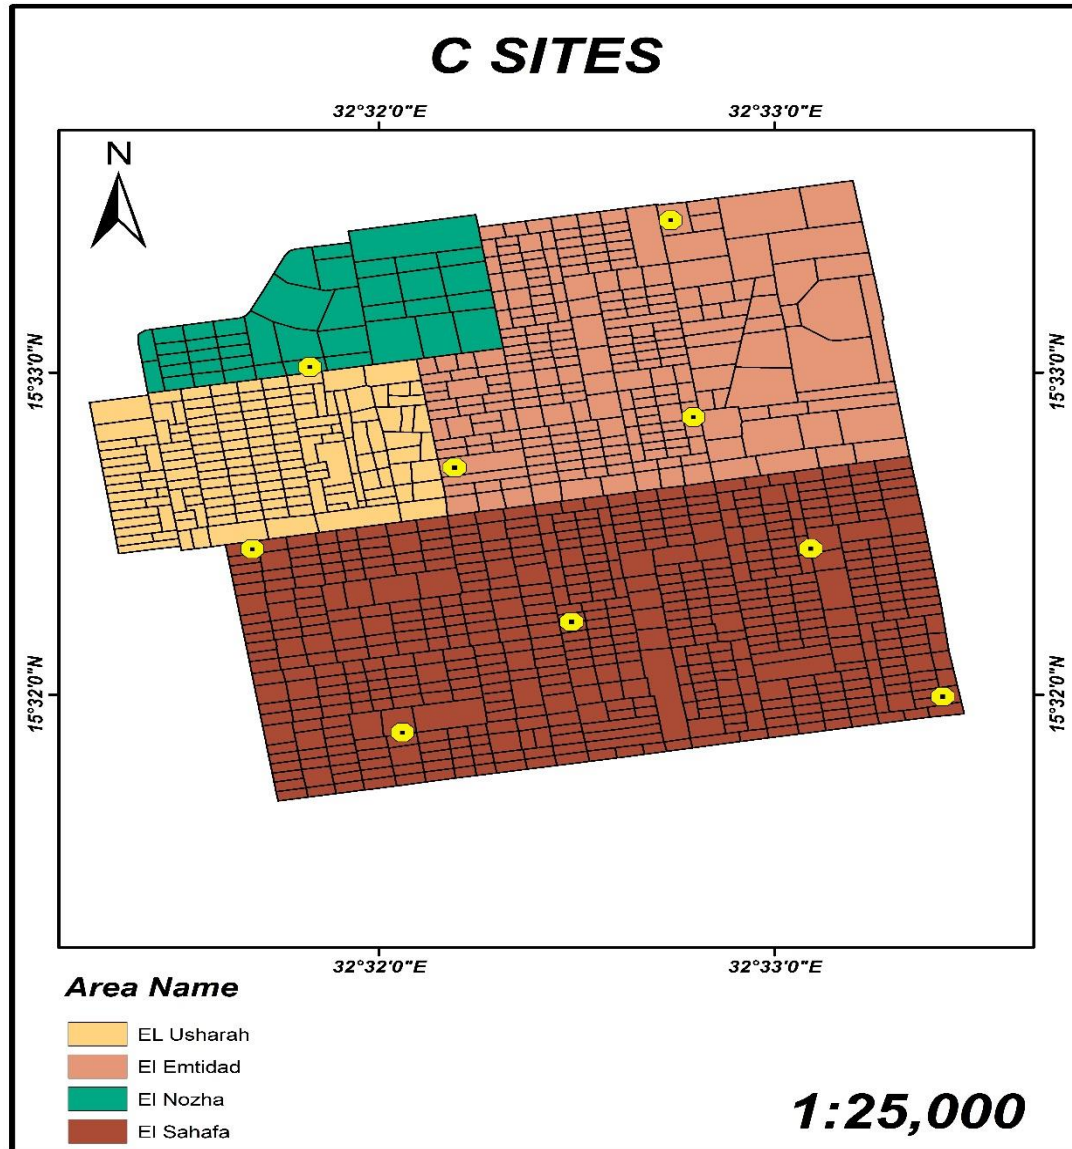 C SITES
32°32'0"E
32°33'0"E
N
15°33'0"N
15°33'0"N
15°32'0"N
15°32'0"N
32°32'0"E
32°33'0"E
Area Name
EL Usharah
El Emtidad
El Nozha
El Sahafa
1:25,000